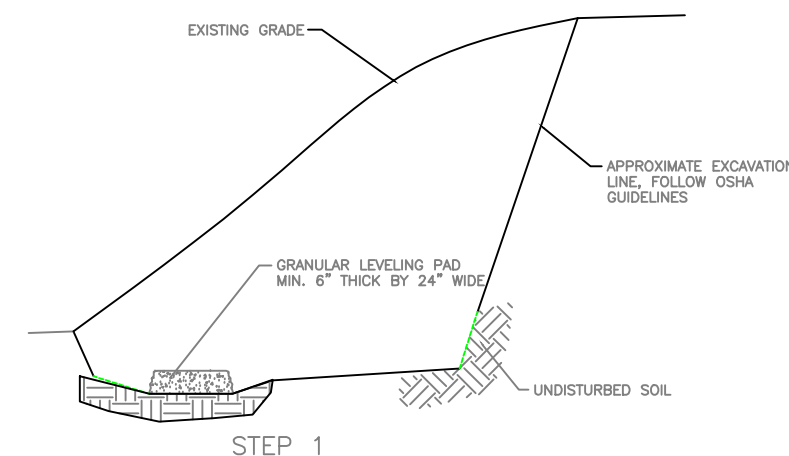 EXISTING GRADE
APPROXIMATE EXCAVATION
LINE, FOLLOW OSHA
GUIDELINES
GRANULAR LEVELING PAD
MIN. 6" THICK BY 24" WIDE
UNDISTURBED SOIL
STEP 1